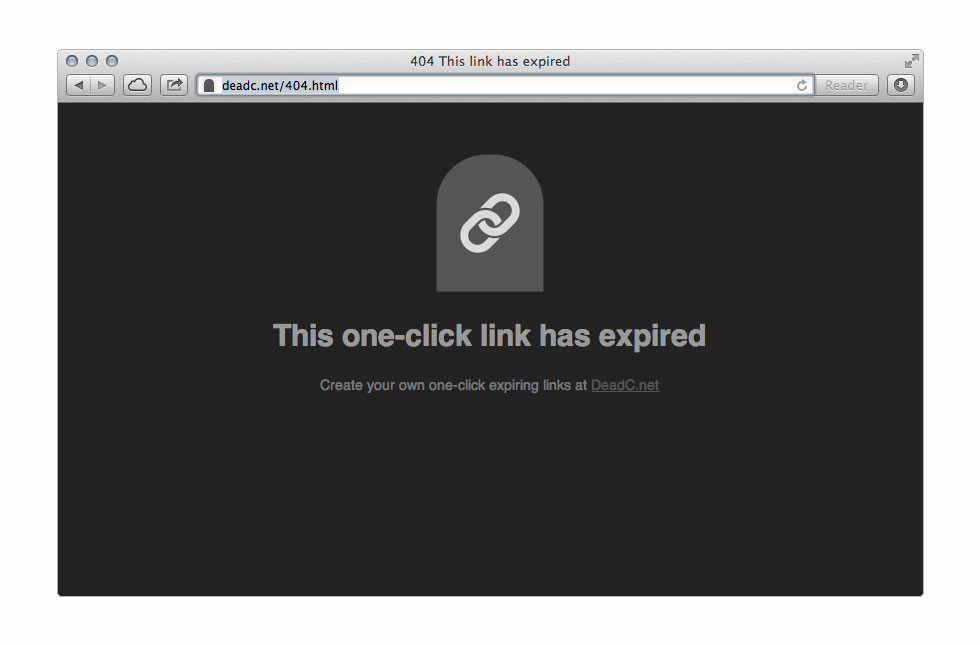 404 This link has expired
deadc.net/404.html
Reader
This one-click link has expired
Create your own one-click expiring links at DeadC.net